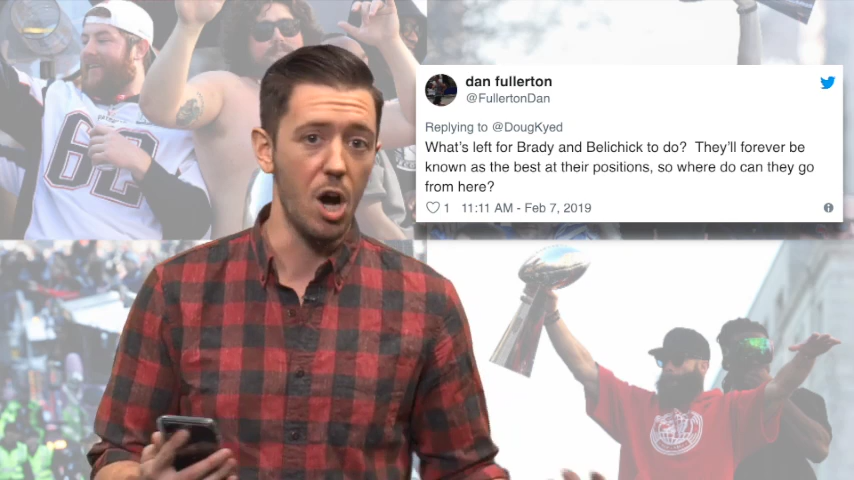 dan fullerton
@FullertonDan
Replying to @DougKyed
What's left for Brady and Belichick to do? They'll forever be
known as the best at their positions, so where do can they go
from here?
1 11:11 AM - Feb 7, 2019
62